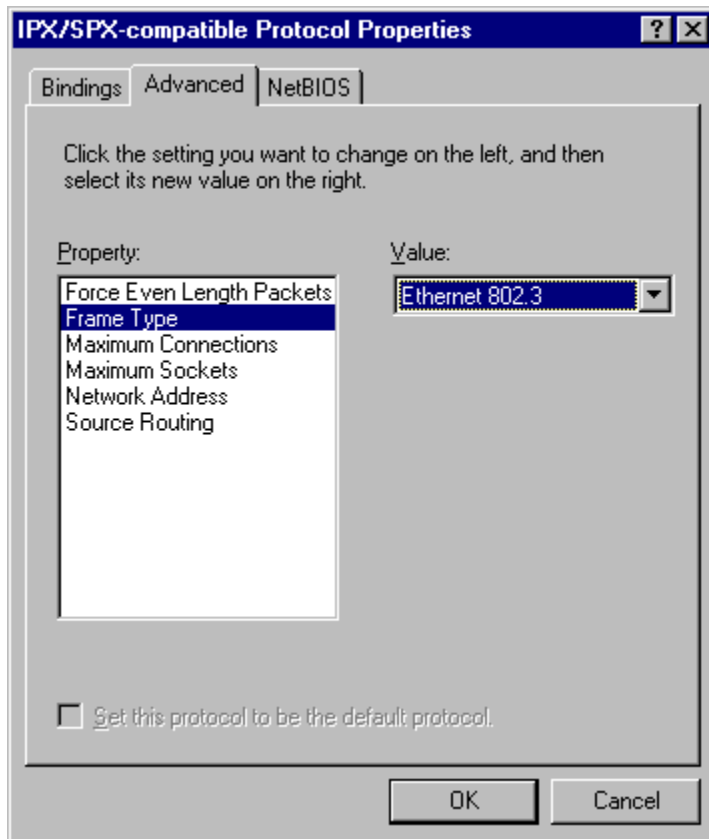 IPX/SPX-compatible Protocol Properties
Bindings Advanced NetBIOS
Click the setting you want to change on the left, and then
select its new value on the right.
Property: Value:
Force Even Length Packets Ethernet 802.3
Frame Type
Maximum Connections
Maximum Sockets
Network Address
Source Routing
Set this protocol to be the default protocol.
OK Cancel